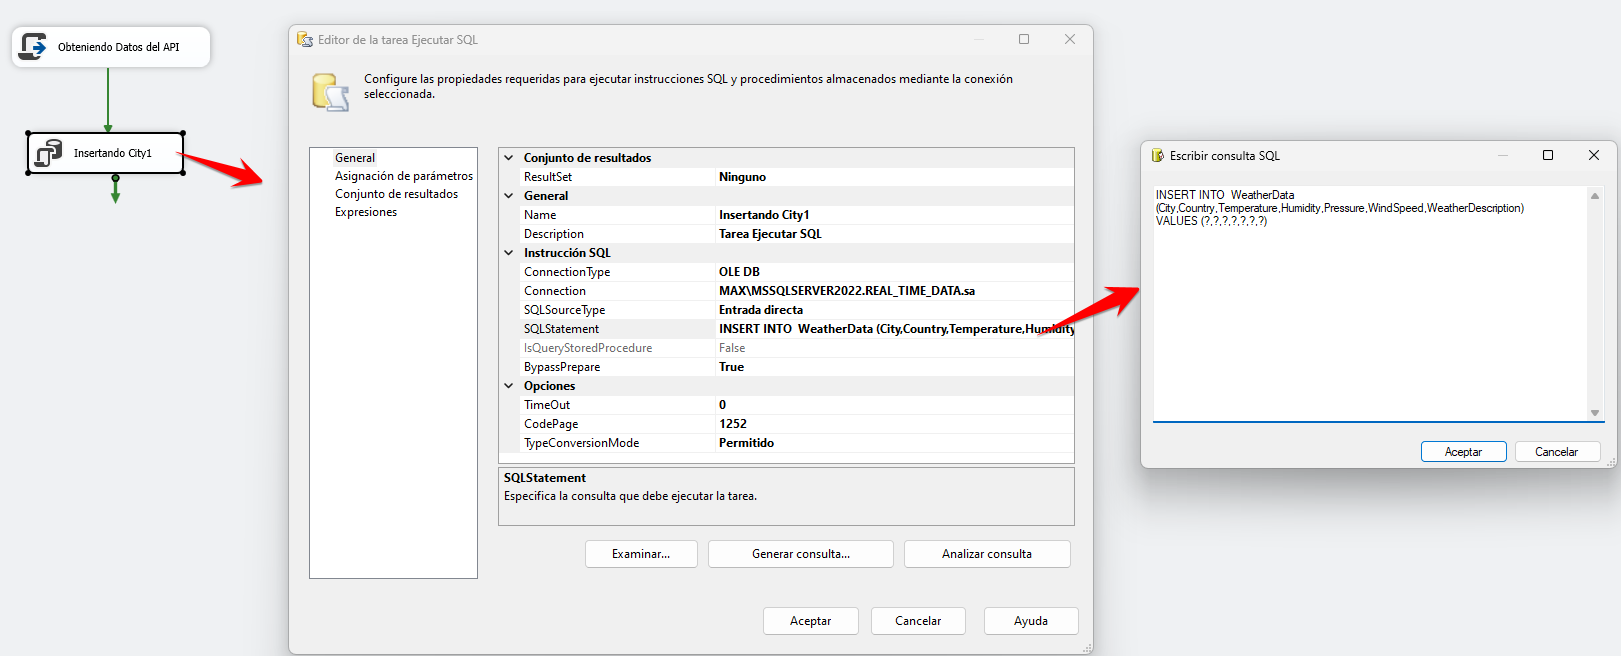 Obteniendo Datos del API
Insertando City1
Editor de la tarea Ejecutar SQL
Configure las propiedades requeridas para ejecutar instrucciones SQL y procedimientos almacenados mediante la conexión
seleccionada.
General
Asignación de parámetros
Conjunto de resultados
Expresiones
Conjunto de resultados
ResultSet Ninguno
General
Name Insertando City1
Description Tarea Ejecutar SQL
Instrucción SQL
ConnectionType OLE DB
Connection MAX\MSSQLSERVER2022.REAL_TIME_DATA.sa
SQLSourceType Entrada directa
SQLStatement INSERT INTO  WeatherData (City,Country,Temperature,Humidity
IsQueryStoredProcedure False
BypassPrepare True
Opciones
TimeOut 0
CodePage 1252
TypeConversionMode Permitido
SQLStatement
Especifica la consulta que debe ejecutar la tarea.
Examinar... Generar consulta... Analizar consulta
Aceptar Cancelar Ayuda
Escribir consulta SQL
INSERT INTO  WeatherData
(City,Country,Temperature,Humidity,Pressure,WindSpeed,WeatherDescription)
VALUES (?,?,?,?,?,?,?)
Aceptar Cancelar